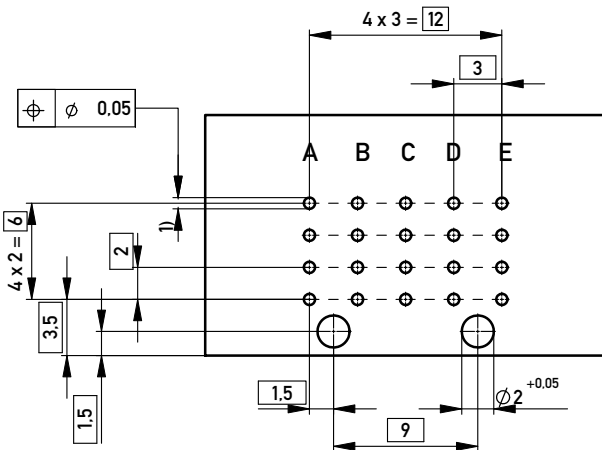 4 x 3 = 12
3
⌖ ⌀ 0,05
A B C D E
1)
4 x 2 = 6
2
3,5
1,5
1,5
⌀2 +0,05
9